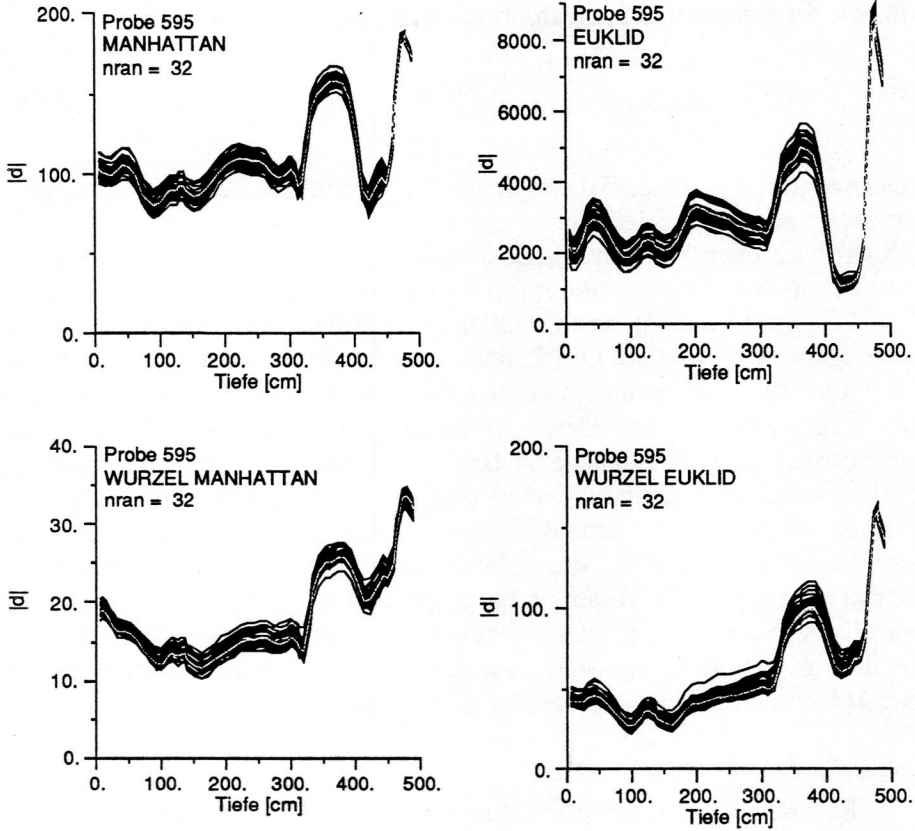 Probe 595
MANHATTAN
nran = 32
200.
100.
0.
|d|
0. 100. 200. 300. 400. 500.
Tiefe [cm]
Probe 595
EUKLID
nran = 32
8000.
6000.
4000.
2000.
0.
|d|
0. 100. 200. 300. 400. 500.
Tiefe [cm]
Probe 595
WURZEL MANHATTAN
nran = 32
40.
30.
20.
10.
0.
|d|
0. 100. 200. 300. 400. 500.
Tiefe [cm]
Probe 595
WURZEL EUKLID
nran = 32
200.
100.
0.
|d|
0. 100. 200. 300. 400. 500.
Tiefe [cm]